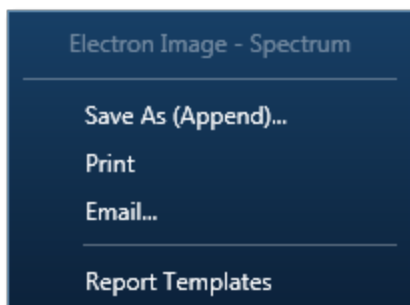 Electron Image - Spectrum
Save As (Append)...
Print
Email...
Report Templates